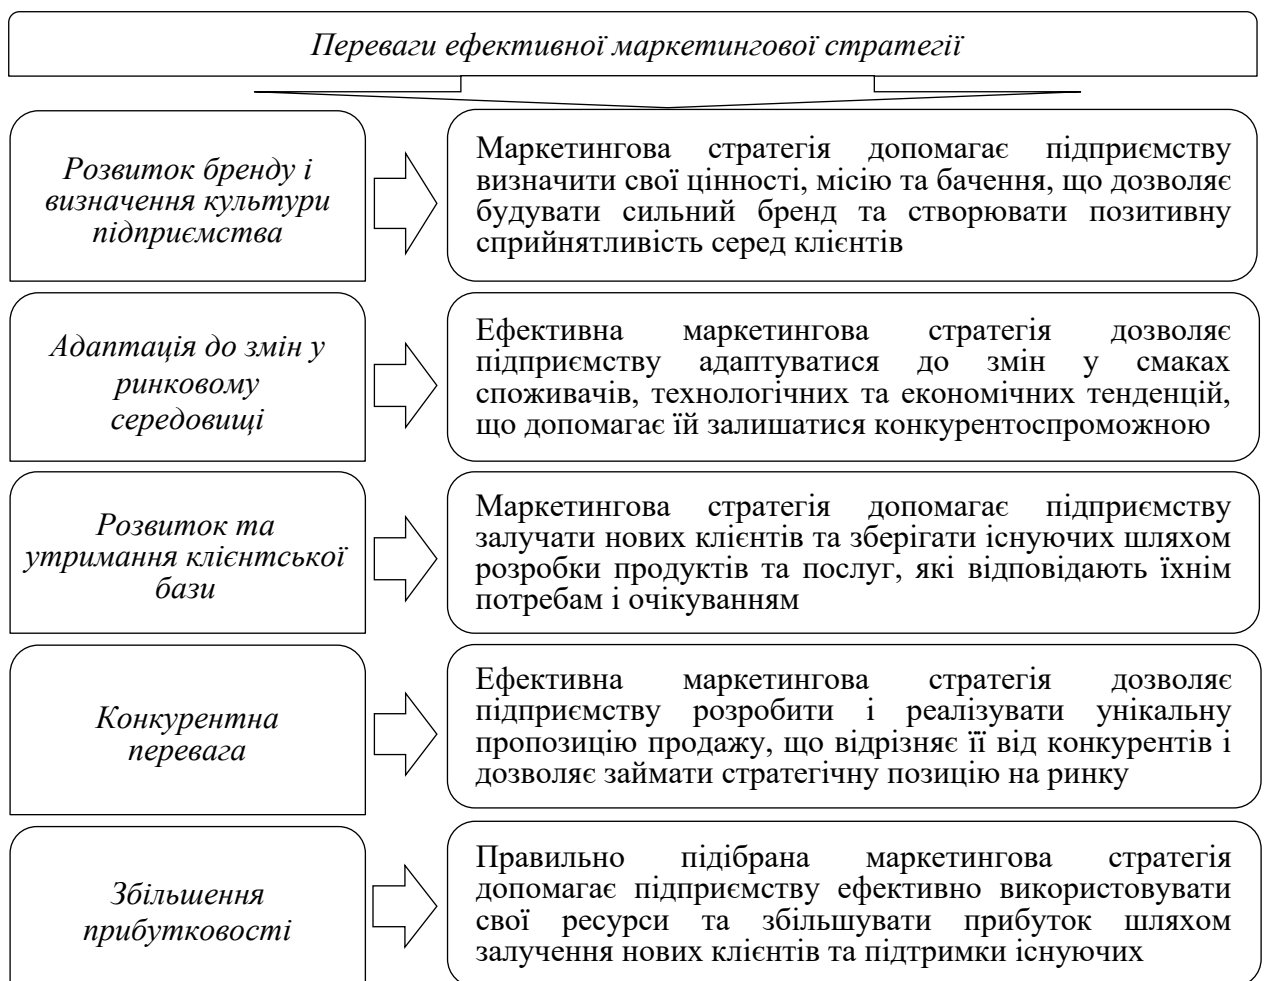 Переваги ефективної маркетингової стратегії
Розвиток бренду і
визначення культури
підприємства
Маркетингова стратегія допомагає підприємству
визначити свої цінності, місію та бачення, що дозволяє
будувати сильний бренд та створювати позитивну
сприйнятливість серед клієнтів
Адаптація до змін у
ринковому
середовищі
Ефективна маркетингова стратегія дозволяє
підприємству адаптуватися до змін у смаках
споживачів, технологічних та економічних тенденцій,
що допомагає їй залишатися конкурентоспроможною
Розвиток та
утримання клієнтської
бази
Маркетингова стратегія допомагає підприємству
залучати нових клієнтів та зберігати існуючих шляхом
розробки продуктів та послуг, які відповідають їхнім
потребам і очікуванням
Конкурентна
перевага
Ефективна маркетингова стратегія дозволяє
підприємству розробити і реалізувати унікальну
пропозицію продажу, що відрізняє її від конкурентів і
дозволяє займати стратегічну позицію на ринку
Збільшення
прибутковості
Правильно підібрана маркетингова стратегія
допомагає підприємству ефективно використовувати
свої ресурси та збільшувати прибуток шляхом
залучення нових клієнтів та підтримки існуючих